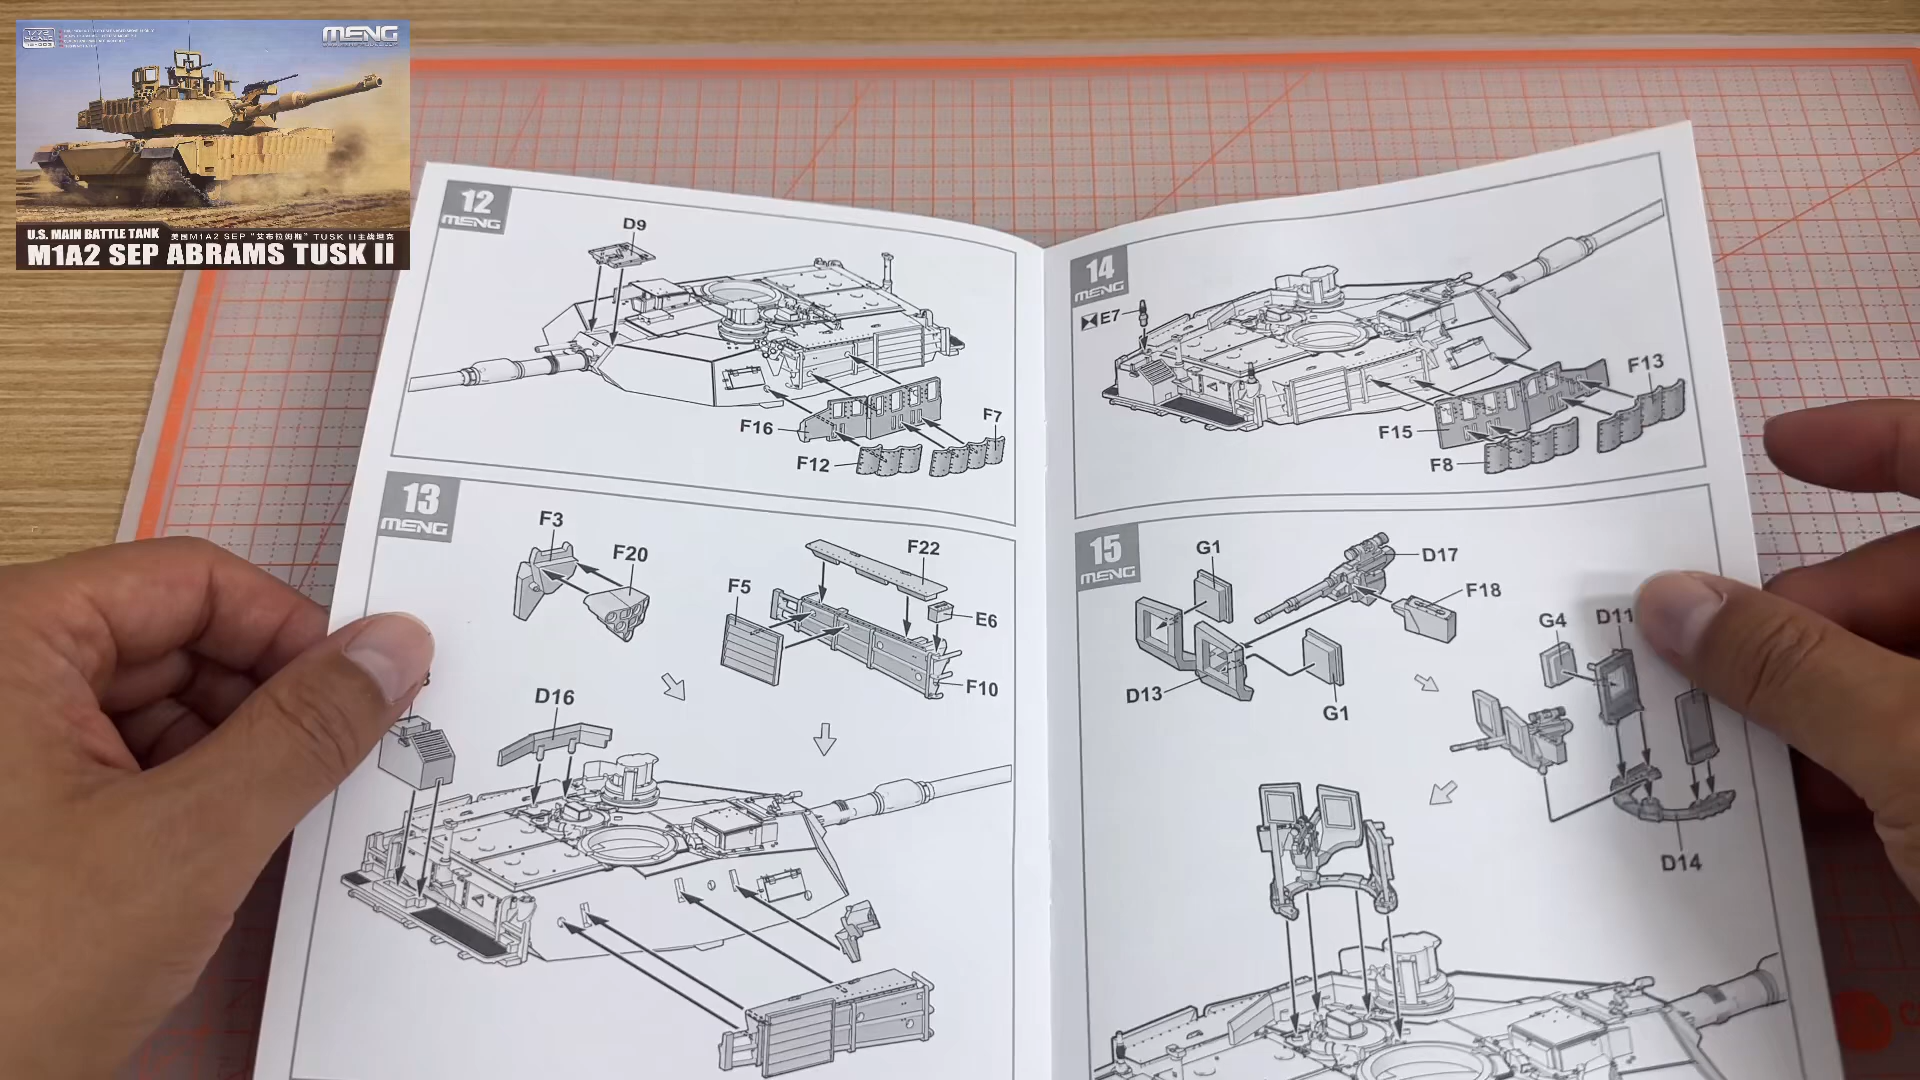 1/72
SCALE
MENG
U.S. MAIN BATTLE TANK 美国M1A2 SEP "艾布拉姆斯" TUSK II主战坦克
M1A2 SEP ABRAMS TUSK II
12
MENG
D9
F16
F7
F12
13
MENG
F3
F20
F22
F5
E6
F10
D16
14
MENG
E7
F13
F15
F8
15
MENG
G1
D17
F18
G4
D11
D13
G1
D14